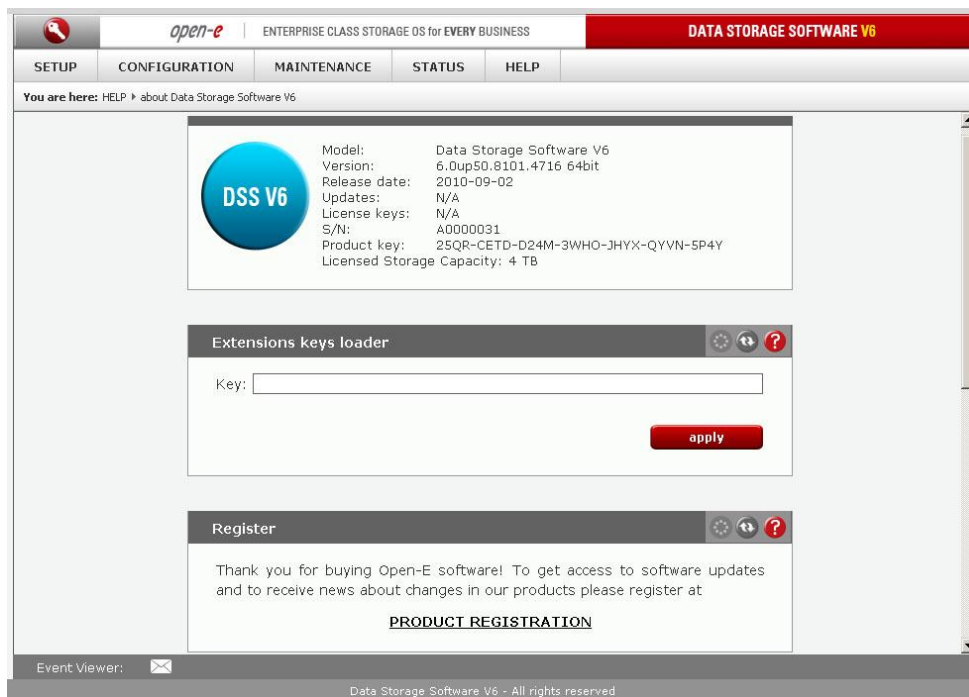 open-e ENTERPRISE CLASS STORAGE OS for EVERY BUSINESS DATA STORAGE SOFTWARE V6
SETUP CONFIGURATION MAINTENANCE STATUS HELP
You are here: HELP about Data Storage Software V6
DSS V6
Model: Data Storage Software V6
Version: 6.0up50.8101.4716 64bit
Release date: 2010-09-02
Updates: N/A
License keys: N/A
S/N: A0000031
Product key: 25QR-CETD-D24M-3WHO-JHYX-QYVN-5P4Y
Licensed Storage Capacity: 4 TB
Extensions keys loader
Key:
apply
Register
Thank you for buying Open-E software! To get access to software updates
and to receive news about changes in our products please register at
PRODUCT REGISTRATION
Event Viewer:
Data Storage Software V6 - All rights reserved